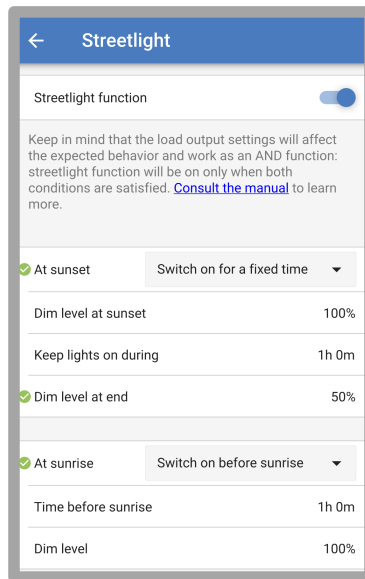 Streetlight
Streetlight function
Keep in mind that the load output settings will affect
the expected behavior and work as an AND function:
streetlight function will be on only when both
conditions are satisfied. Consult the manual to learn
more.
At sunset Switch on for a fixed time
Dim level at sunset 100%
Keep lights on during 1h 0m
Dim level at end 50%
At sunrise Switch on before sunrise
Time before sunrise 1h 0m
Dim level 100%